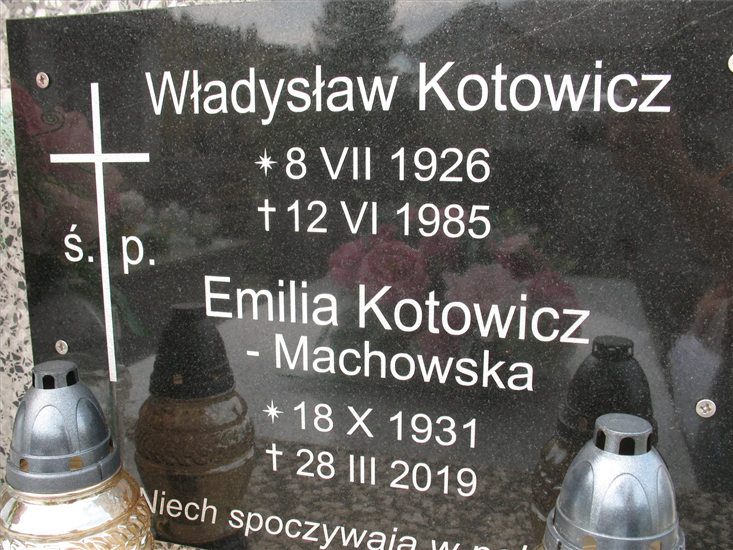 Władysław Kotowicz
* 8 VII 1926
† 12 VI 1985
ś. p.
Emilia Kotowicz
- Machowska
* 18 X 1931
† 28 III 2019
Niech spoczywają w